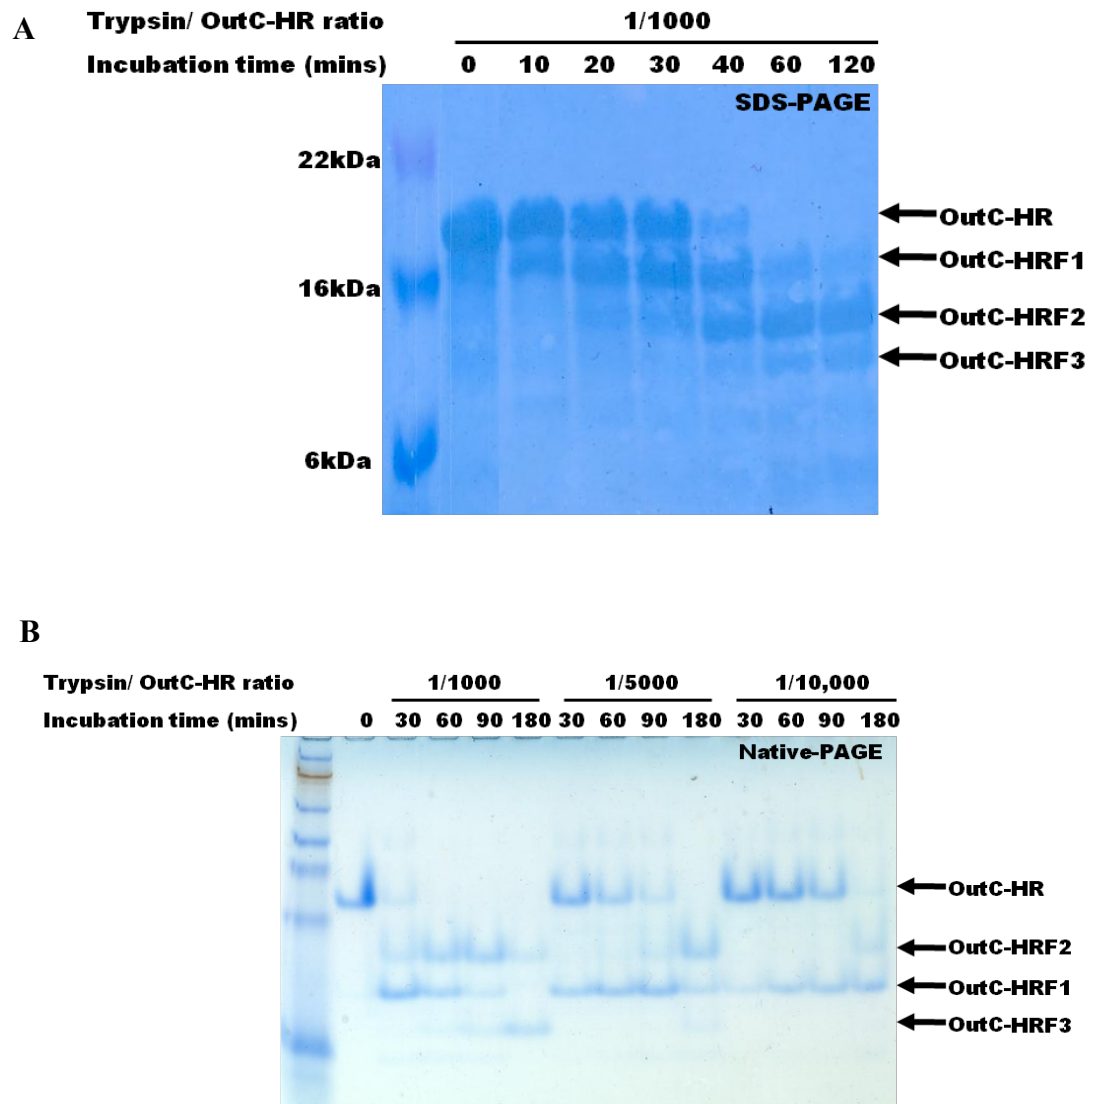 A
Trypsin/ OutC-HR ratio 1/1000
Incubation time (mins) 0 10 20 30 40 60 120
SDS-PAGE
22kDa
OutC-HR
OutC-HRF1
16kDa
OutC-HRF2
OutC-HRF3
6kDa
B
Trypsin/ OutC-HR ratio 1/1000 1/5000 1/10,000
Incubation time (mins) 0 30 60 90 180 30 60 90 180 30 60 90 180
Native-PAGE
OutC-HR
OutC-HRF2
OutC-HRF1
OutC-HRF3